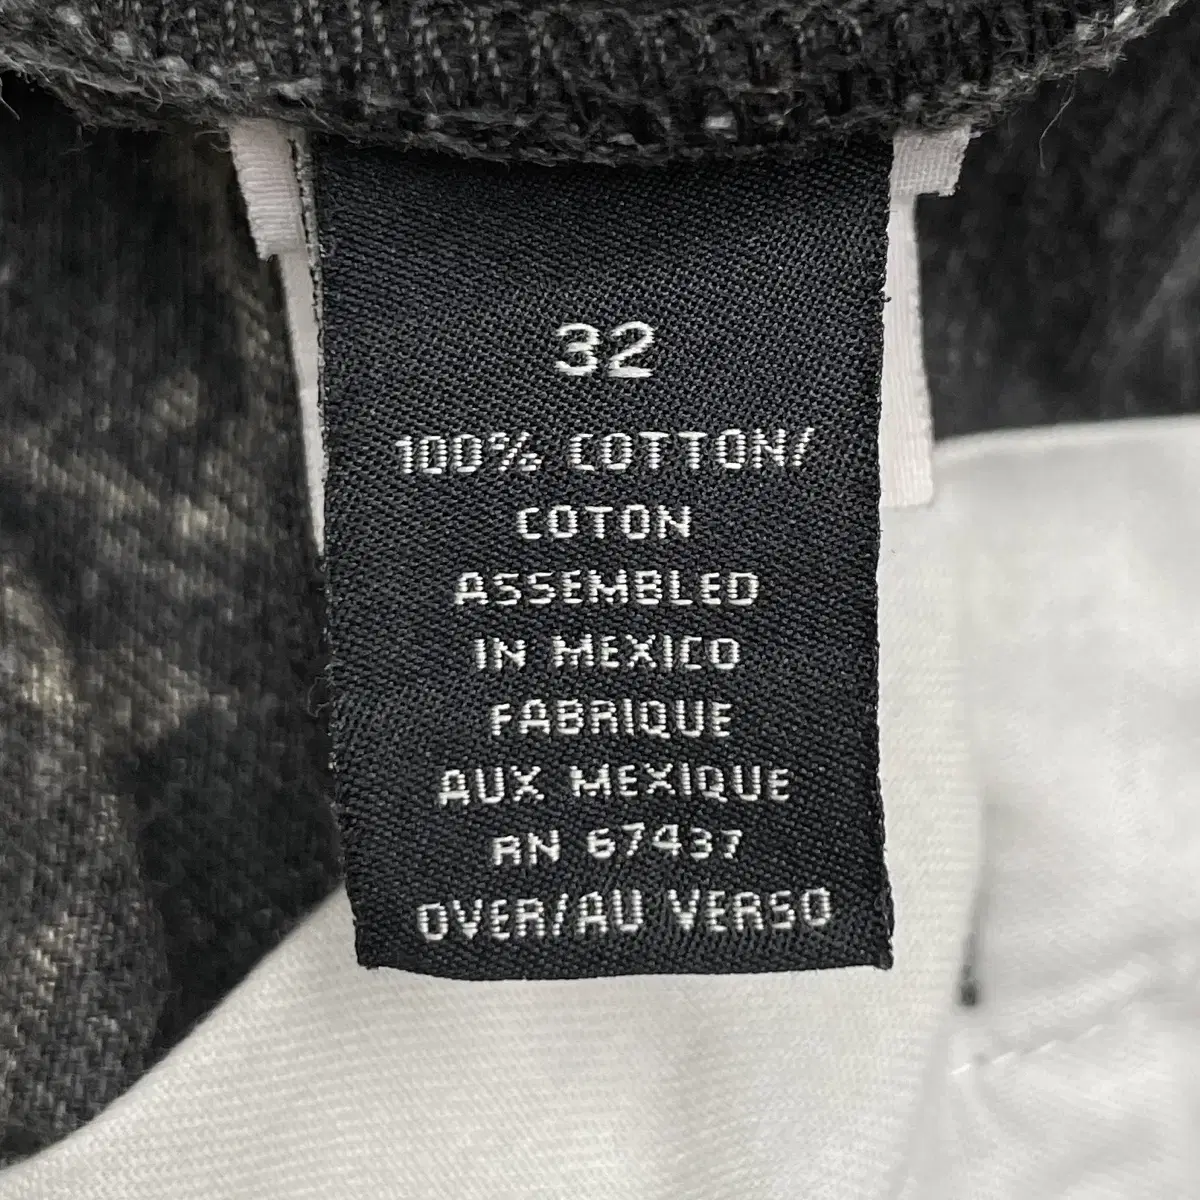 32
100% COTTON/
COTON
ASSEMBLED
IN MEXICO
FABRIQUE
AUX MEXIQUE
RN 67437
OVER/AU VERSO